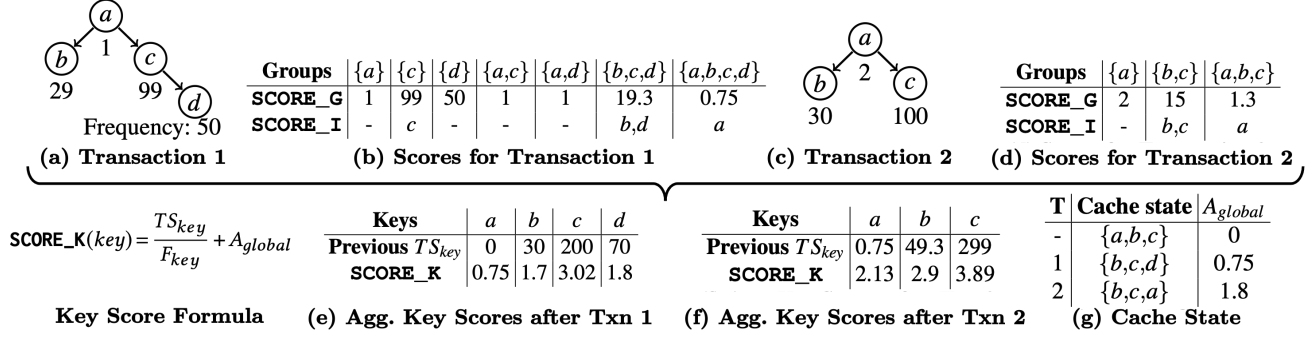 a
b
1
c
29
99
d
Frequency: 50
(a) Transaction 1
Groups {a} {c} {d} {a,c} {a,d} {b,c,d} {a,b,c,d}
SCORE_G 1 99 50 1 1 19.3 0.75
SCORE_I - c - - - b,d a
(b) Scores for Transaction 1
a
b
2
c
30
100
(c) Transaction 2
Groups {a} {b,c} {a,b,c}
SCORE_G 2 15 1.3
SCORE_I - b,c a
(d) Scores for Transaction 2
SCORE_K(key)= TS_key / F_key + A_global
Key Score Formula
Keys a b c d
Previous TS_key 0 30 200 70
SCORE_K 0.75 1.7 3.02 1.8
(e) Agg. Key Scores after Txn 1
Keys a b c
Previous TS_key 0.75 49.3 299
SCORE_K 2.13 2.9 3.89
(f) Agg. Key Scores after Txn 2
T Cache state A_global
- {a,b,c} 0
1 {b,c,d} 0.75
2 {b,c,a} 1.8
(g) Cache State